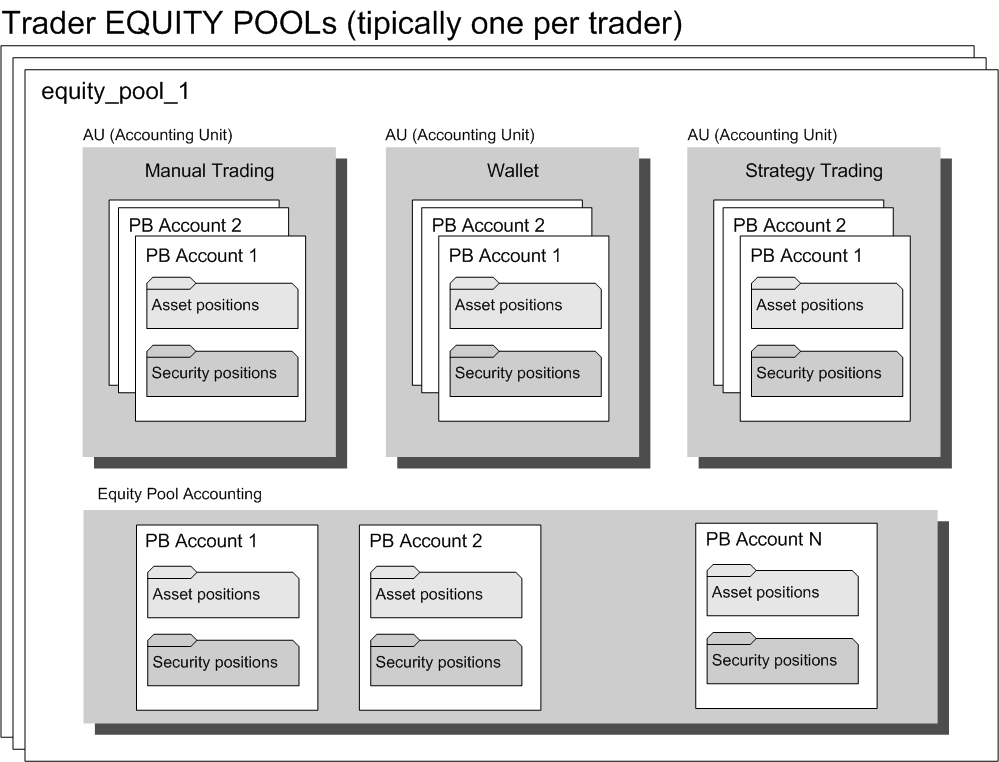 Trader EQUITY POOLs (tipically one per trader)
equity_pool_1
AU (Accounting Unit)
Manual Trading
PB Account 2
PB Account 1
Asset positions
Security positions
AU (Accounting Unit)
Wallet
PB Account 2
PB Account 1
Asset positions
Security positions
AU (Accounting Unit)
Strategy Trading
PB Account 2
PB Account 1
Asset positions
Security positions
Equity Pool Accounting
PB Account 1
Asset positions
Security positions
PB Account 2
Asset positions
Security positions
PB Account N
Asset positions
Security positions